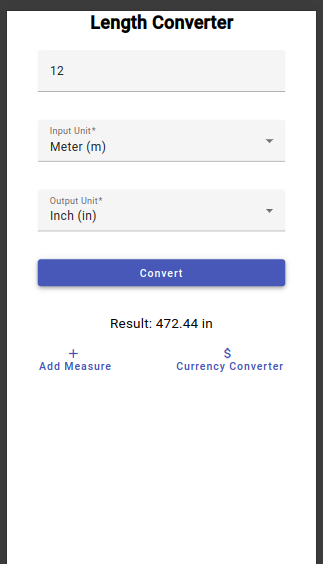 Length Converter
12
Input Unit*
Meter (m)
Output Unit*
Inch (in)
Convert
Result: 472.44 in
+ $
Add Measure Currency Converter